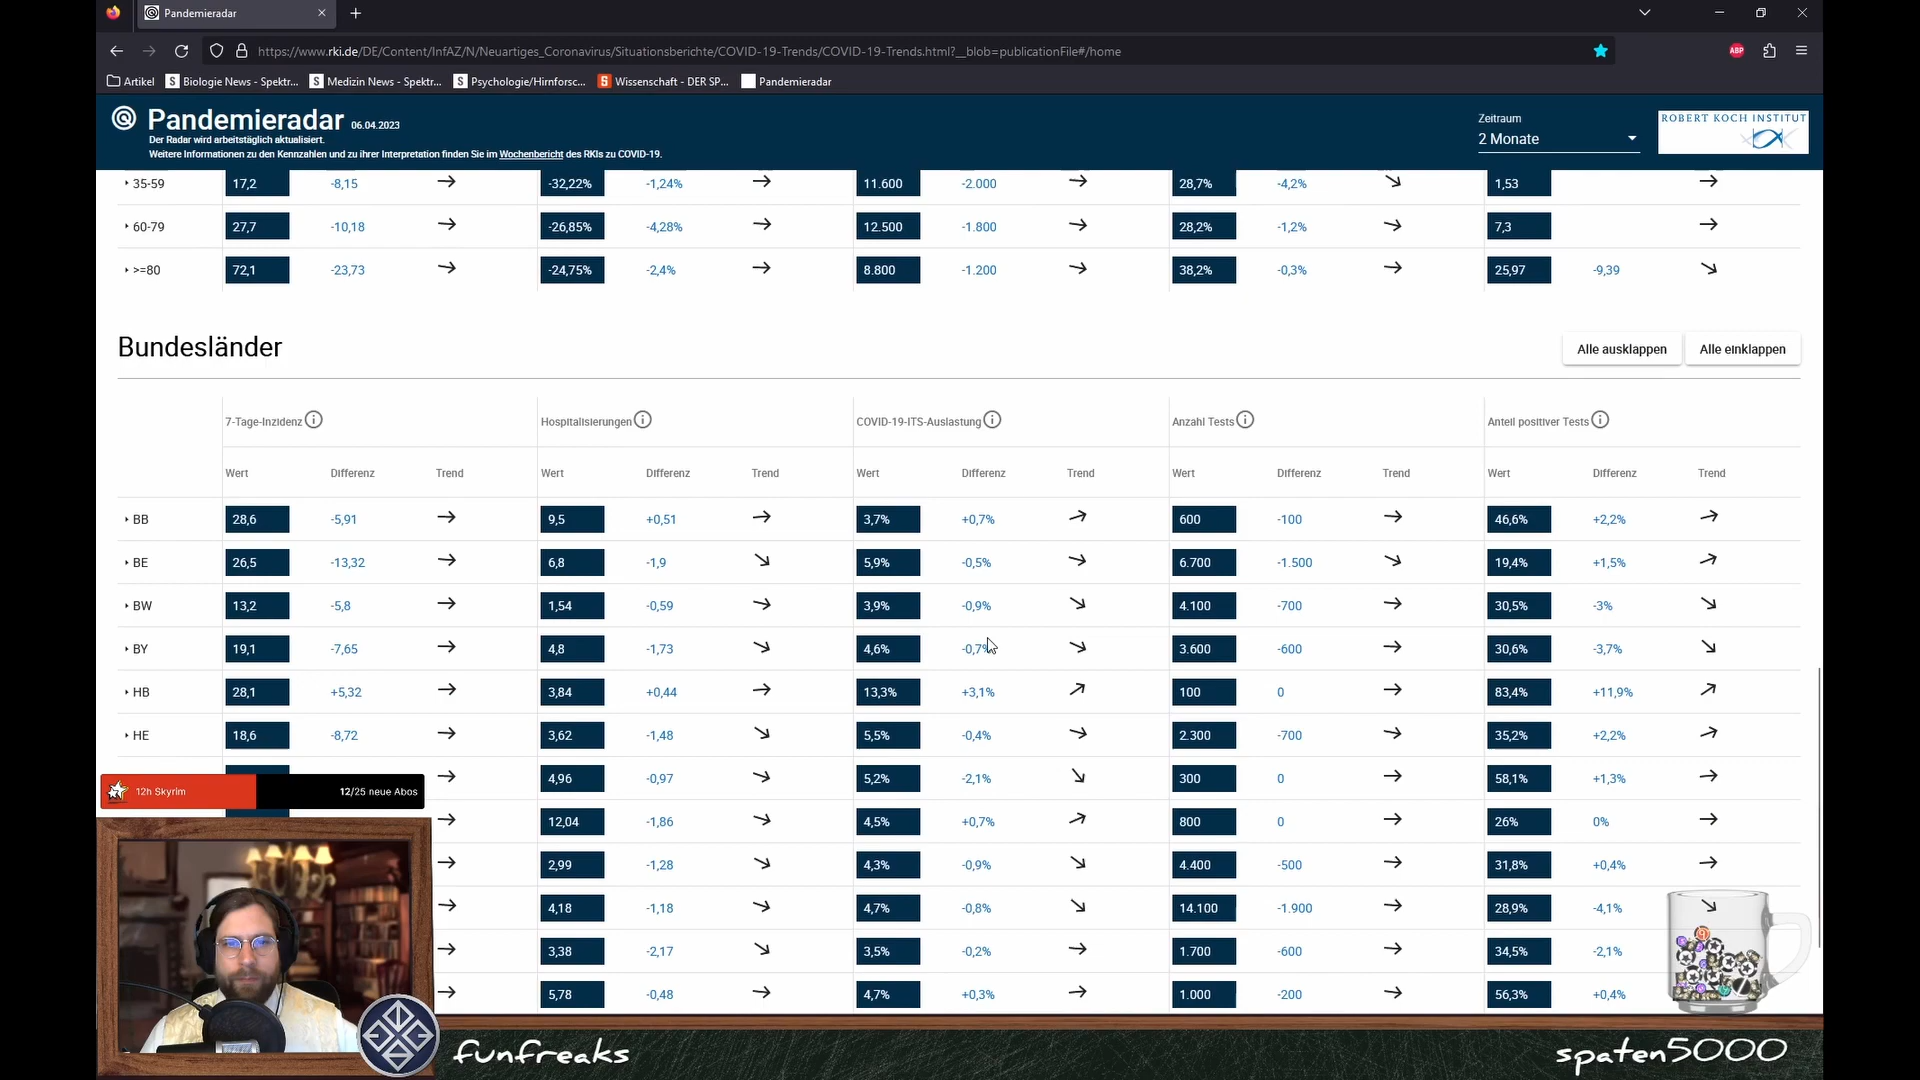 Pandemieradar
https://www.rki.de/DE/Content/InfAZ/N/Neuartiges_Coronavirus/Situationsberichte/COVID-19-Trends/COVID-19-Trends.html?__blob=publicationFile#/home
ABP
Artikel S Biologie News - Spektr... S Medizin News - Spektr... S Psychologie/Hirnforsc... S Wissenschaft - DER SP... Pandemieradar
Pandemieradar 06.04.2023
Der Radar wird arbeitstäglich aktualisiert.
Weitere Informationen zu den Kennzahlen und zu ihrer Interpretation finden Sie im Wochenbericht des RKIs zu COVID-19.
Zeitraum
2 Monate
ROBERT KOCH INSTITUT
35-59 17,2 -8,15 → -32,22% -1,24% → 11.600 -2.000 → 28,7% -4,2% ↘ 1,53 →
60-79 27,7 -10,18 → -26,85% -4,28% → 12.500 -1.800 → 28,2% -1,2% → 7,3 →
>=80 72,1 -23,73 → -24,75% -2,4% → 8.800 -1.200 → 38,2% -0,3% → 25,97 -9,39 ↘
Bundesländer
Alle ausklappen Alle einklappen
7-Tage-Inzidenz Hospitalisierungen COVID-19-ITS-Auslastung Anzahl Tests Anteil positiver Tests
Wert Differenz Trend Wert Differenz Trend Wert Differenz Trend Wert Differenz Trend Wert Differenz Trend
BB 28,6 -5,91 → 9,5 +0,51 → 3,7% +0,7% → 600 -100 → 46,6% +2,2% →
BE 26,5 -13,32 → 6,8 -1,9 ↘ 5,9% -0,5% → 6.700 -1.500 ↘ 19,4% +1,5% ↗
BW 13,2 -5,8 → 1,54 -0,59 → 3,9% -0,9% ↘ 4.100 -700 → 30,5% -3% ↘
BY 19,1 -7,65 → 4,8 -1,73 ↘ 4,6% -0,7% ↘ 3.600 -600 → 30,6% -3,7% ↘
HB 28,1 +5,32 → 3,84 +0,44 → 13,3% +3,1% ↗ 100 0 → 83,4% +11,9% ↗
HE 18,6 -8,72 → 3,62 -1,48 ↘ 5,5% -0,4% → 2.300 -700 → 35,2% +2,2% ↗
→ 4,96 -0,97 → 5,2% -2,1% ↘ 300 0 → 58,1% +1,3% →
12h Skyrim 12/25 neue Abos
→ 12,04 -1,86 → 4,5% +0,7% ↗ 800 0 → 26% 0% →
→ 2,99 -1,28 ↘ 4,3% -0,9% ↘ 4.400 -500 → 31,8% +0,4% →
→ 4,18 -1,18 → 4,7% -0,8% ↘ 14.100 -1.900 → 28,9% -4,1% ↘
→ 3,38 -2,17 ↘ 3,5% -0,2% → 1.700 -600 → 34,5% -2,1%
→ 5,78 -0,48 → 4,7% +0,3% → 1.000 -200 → 56,3% +0,4%
funfreaks
spaten5000